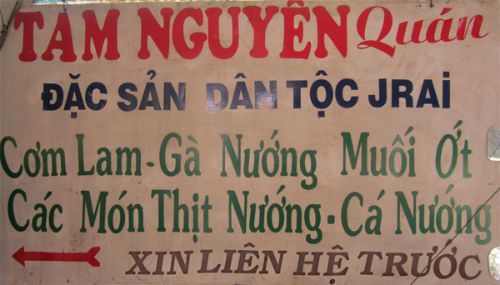 TAM NGUYÊN Quán
ĐẶC SẢN DÂN TỘC JRAI
Cơm Lam - Gà Nướng Muối Ớt
Các Món Thịt Nướng - Cá Nướng
XIN LIÊN HỆ TRƯỚC